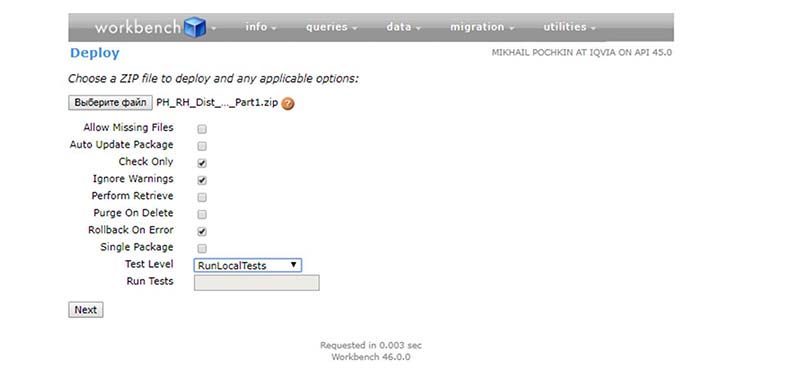 workbench info queries data migration utilities
Deploy MIKHAIL POCHKIN AT IQVIA ON API 45.0
Choose a ZIP file to deploy and any applicable options:
Выберите файл PH_RH_Dist_..._Part1.zip ?
Allow Missing Files
Auto Update Package
Check Only
Ignore Warnings
Perform Retrieve
Purge On Delete
Rollback On Error
Single Package
Test Level RunLocalTests
Run Tests
Next
Requested in 0.003 sec
Workbench 46.0.0